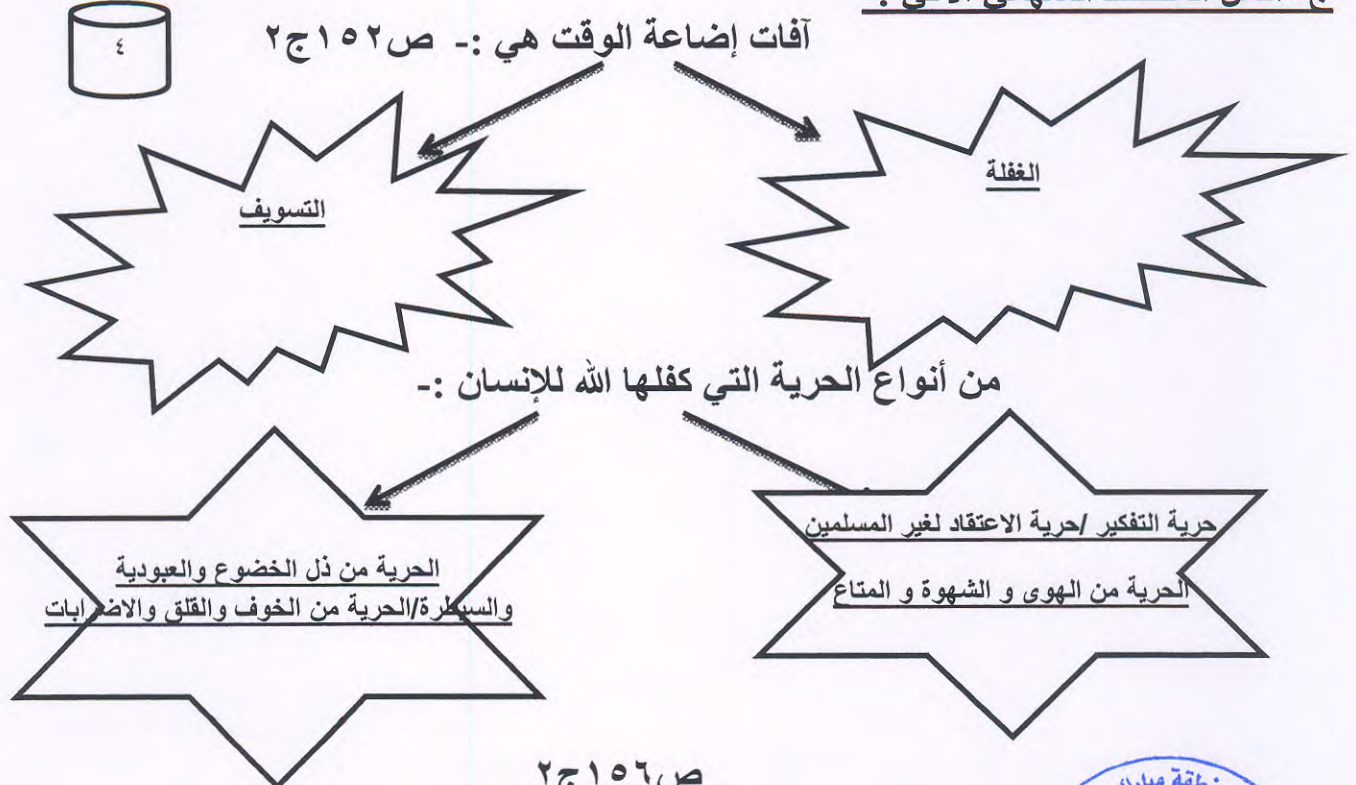 ٤
آفات إضاعة الوقت هي :- ص١٥٢ج٢
الغفلة
التسويف
من أنواع الحرية التي كفلها الله للإنسان :-
حرية التفكير /حرية الاعتقاد لغير المسلمين
الحرية من الهوى و الشهوة و المتاع
الحرية من ذل الخضوع والعبودية
والسيطرة/الحرية من الخوف والقلق والاضرابات
ص١٥٦ج٢